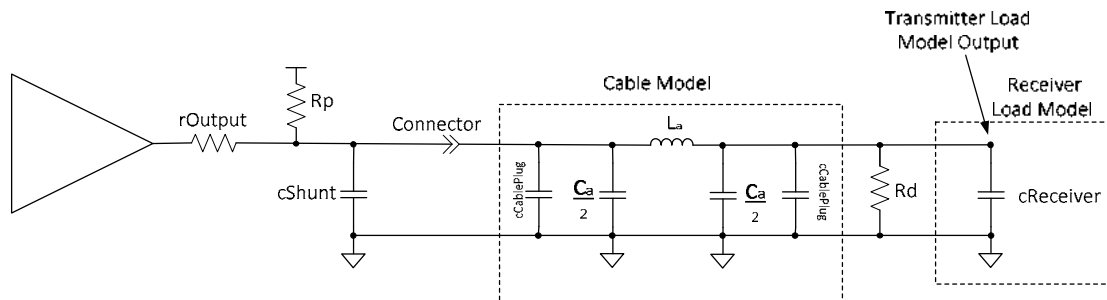 Transmitter Load
Model Output
Cable Model
Receiver
Load Model
Rp
rOutput
Connector
La
cShunt
cCablePlug
Ca
2
Ca
2
cCablePlug
Rd
cReceiver